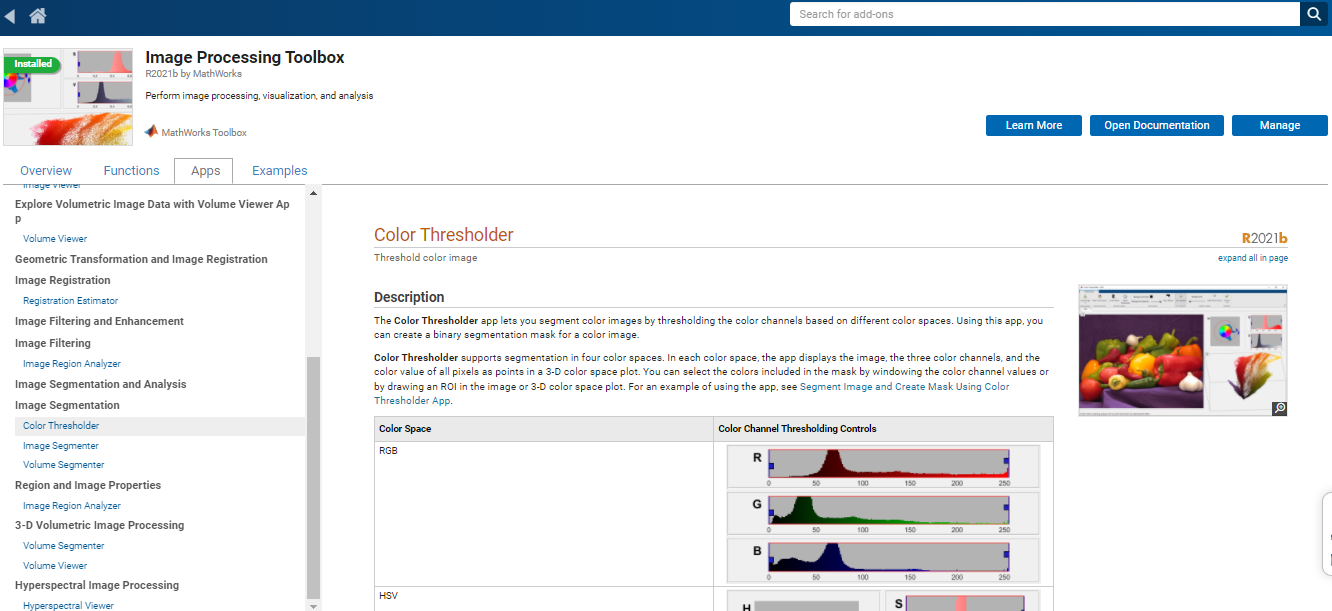 Search for add-ons
Installed
Image Processing Toolbox
R2021b by MathWorks
Perform image processing, visualization, and analysis
MathWorks Toolbox
Learn More
Open Documentation
Manage
Overview
Functions
Apps
Examples
Image Viewer
Explore Volumetric Image Data with Volume Viewer Ap
p
Volume Viewer
Geometric Transformation and Image Registration
Image Registration
Registration Estimator
Image Filtering and Enhancement
Image Filtering
Image Region Analyzer
Image Segmentation and Analysis
Image Segmentation
Color Thresholder
Image Segmenter
Volume Segmenter
Region and Image Properties
Image Region Analyzer
3-D Volumetric Image Processing
Volume Segmenter
Volume Viewer
Hyperspectral Image Processing
Hyperspectral Viewer
Color Thresholder
R2021b
Threshold color image
expand all in page
Description
The Color Thresholder app lets you segment color images by thresholding the color channels based on different color spaces. Using this app, you
can create a binary segmentation mask for a color image.
Color Thresholder supports segmentation in four color spaces. In each color space, the app displays the image, the three color channels, and the
color value of all pixels as points in a 3-D color space plot. You can select the colors included in the mask by windowing the color channel values or
by drawing an ROI in the image or 3-D color space plot. For an example of using the app, see Segment Image and Create Mask Using Color
Thresholder App.
Color Space
Color Channel Thresholding Controls
RGB
R
0 50 100 150 200 250
G
0 50 100 150 200 250
B
0 50 100 150 200 250
HSV
H
S